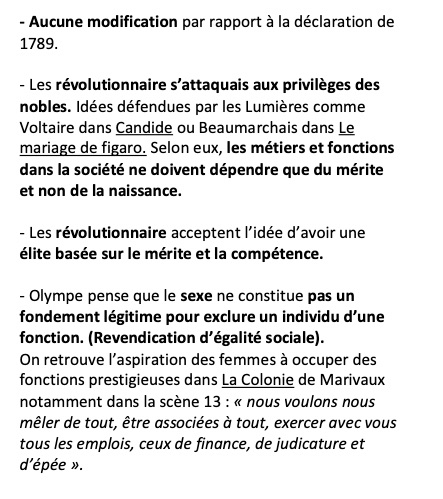 - Aucune modification par rapport à la déclaration de
1789.
- Les révolutionnaire s’attaquais aux privilèges des
nobles. Idées défendues par les Lumières comme
Voltaire dans Candide ou Beaumarchais dans Le
mariage de figaro. Selon eux, les métiers et fonctions
dans la société ne doivent dépendre que du mérite
et non de la naissance.
- Les révolutionnaire acceptent l’idée d’avoir une
élite basée sur le mérite et la compétence.
- Olympe pense que le sexe ne constitue pas un
fondement légitime pour exclure un individu d’une
fonction. (Revendication d’égalité sociale).
On retrouve l’aspiration des femmes à occuper des
fonctions prestigieuses dans La Colonie de Marivaux
notamment dans la scène 13 : « nous voulons nous
mêler de tout, être associées à tout, exercer avec vous
tous les emplois, ceux de finance, de judicature et
d’épée ».